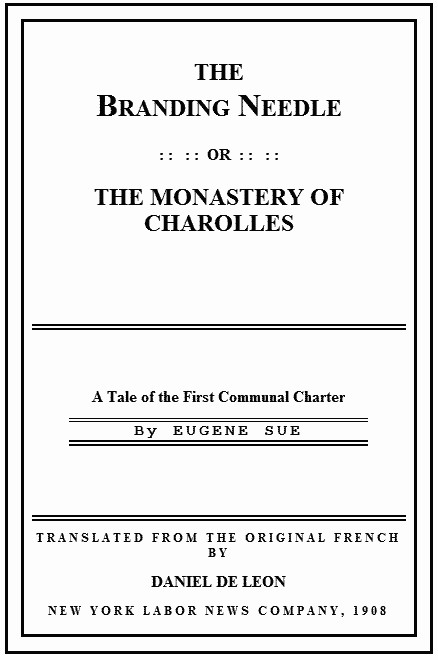 THE
BRANDING NEEDLE
:: :: OR :: ::
THE MONASTERY OF
CHAROLLES
A Tale of the First Communal Charter
By EUGENE SUE
TRANSLATED FROM THE ORIGINAL FRENCH
BY
DANIEL DE LEON
NEW YORK LABOR NEWS COMPANY, 1908